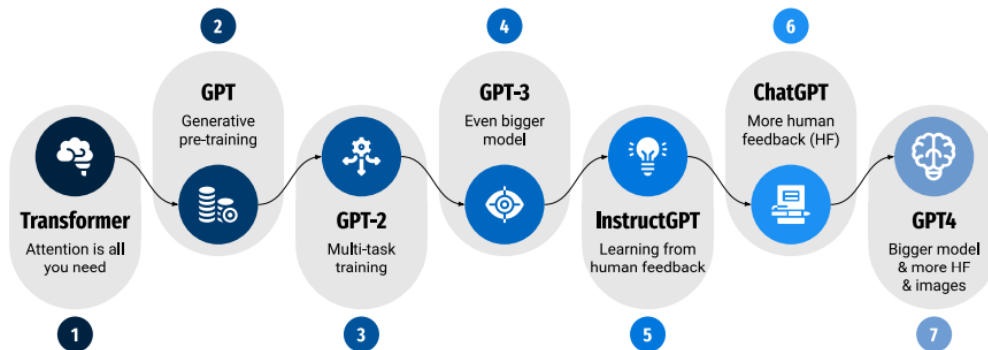 2
4
6
GPT
Generative
pre-training
GPT-3
Even bigger
model
ChatGPT
More human
feedback (HF)
Transformer
Attention is all
you need
GPT-2
Multi-task
training
InstructGPT
Learning from
human feedback
GPT4
Bigger model
& more HF
& images
1
3
5
7